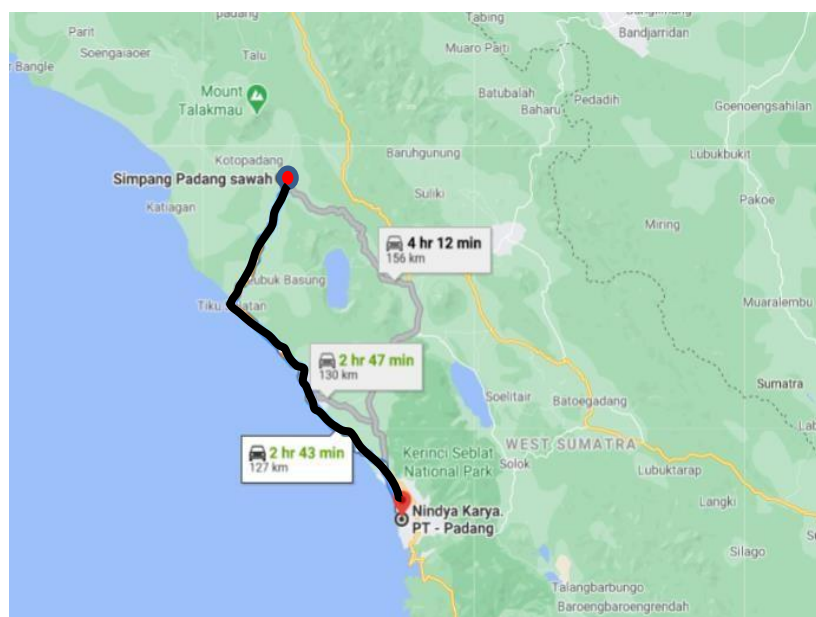 padang
Tabing
Bandjarridan
Parit
Soengaiaoer
Talu
Muaro Paiti
r Bangle
Mount
Talakmau
Batubalah
Pedadih
Baharu
Goenoengsahilan
Kotopadang
Baruhgunung
Lubukbukit
Simpang Padang sawah
Katiagan
Suliki
Pakoe
Miring
4 hr 12 min
156 km
ubuk Basung
Tiku
latan
Muaralembu
2 hr 47 min
130 km
Sumatra
Soelitair
Batoegadang
WEST SUMATRA
2 hr 43 min
127 km
Kerinci Seblat
National Park
Solok
Lubuktarap
Langki
Nindya Karya.
PT - Padang
Silago
Talangbarbungo
Baroengbaroengrendah